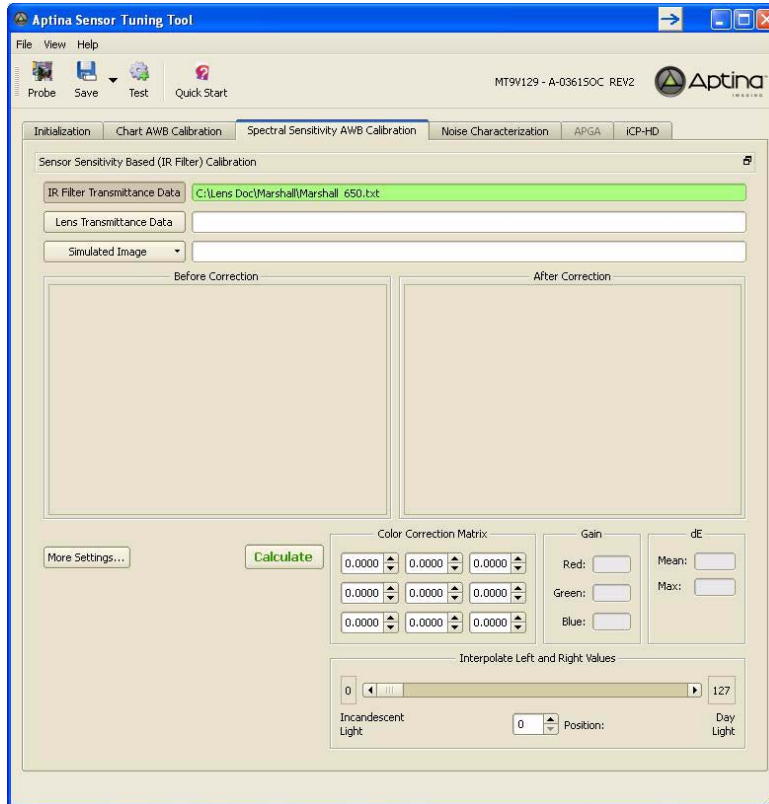 Aptina Sensor Tuning Tool
File View Help
Probe Save Test Quick Start
MT9V129 - A-0361SOC REV2
Aptina
IMAGING
Initialization Chart AWB Calibration Spectral Sensitivity AWB Calibration Noise Characterization APGA iCP-HD
Sensor Sensitivity Based (IR Filter) Calibration
IR Filter Transmittance Data C:\Lens Doc\Marshall\Marshall 650.txt
Lens Transmittance Data
Simulated Image
Before Correction After Correction
More Settings... Calculate
Color Correction Matrix Gain dE
0.0000 0.0000 0.0000 Red: Mean:
0.0000 0.0000 0.0000 Green: Max:
0.0000 0.0000 0.0000 Blue:
Interpolate Left and Right Values
0 127
Incandescent Light 0 Position: Day Light